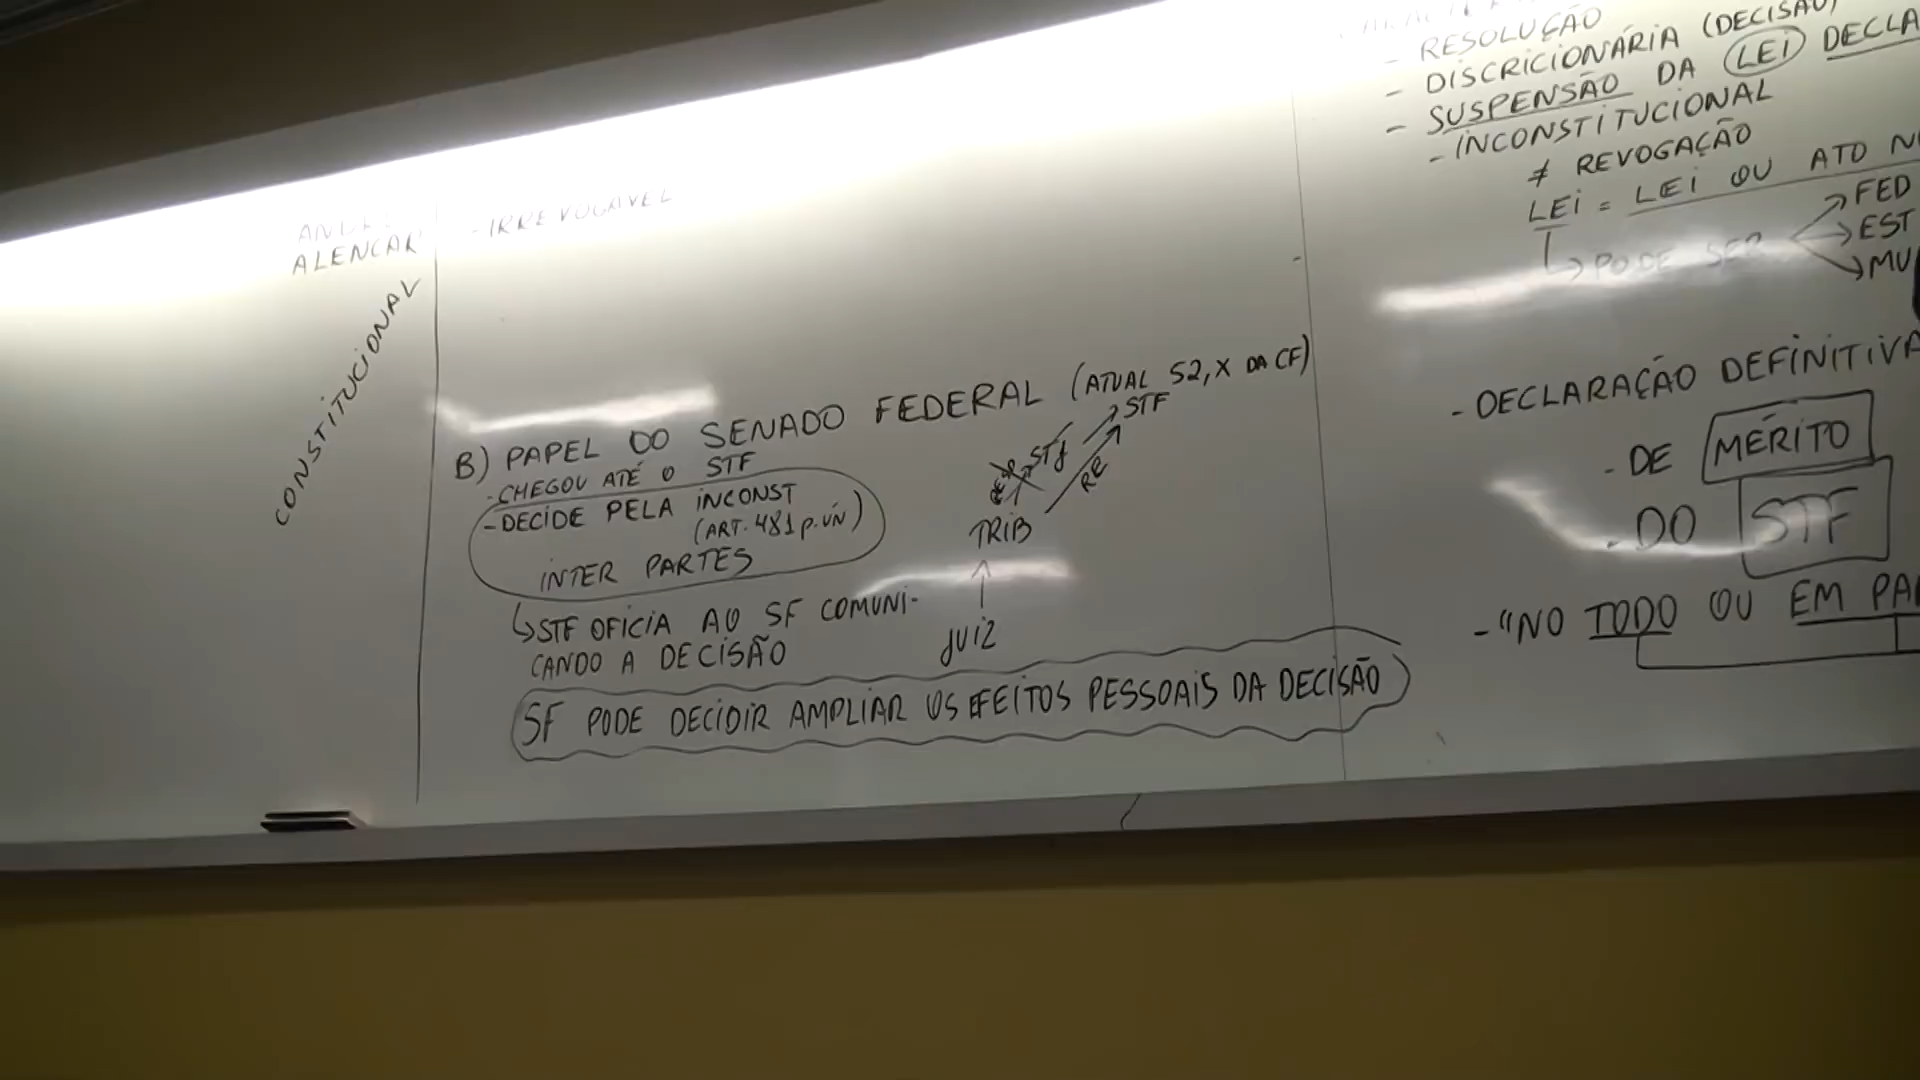 ALENCAR
CONSTITUCIONAL
- IRREVOGÁVEL
B) PAPEL DO SENADO FEDERAL (ATUAL 52, X DA CF)
- CHEGOU ATÉ O STF
- DECIDE PELA INCONST
(ART. 481 p. ún)
INTER PARTES
↳ STF OFICIA AO SF COMUNI-
CANDO A DECISÃO
SF PODE DECIDIR AMPLIAR OS EFEITOS PESSOAIS DA DECISÃO
STF
STJ
RE
TRIB
JUIZ
- RESOLUÇÃO
- DISCRICIONÁRIA (DECISÃO)
- SUSPENSÃO DA LEI DECLA
- INCONSTITUCIONAL
≠ REVOGAÇÃO
LEI = LEI OU ATO N
↳ PODE SER
FED
EST
MU
- DECLARAÇÃO DEFINITIVA
- DE MÉRITO
- DO STF
- "NO TODO OU EM PA